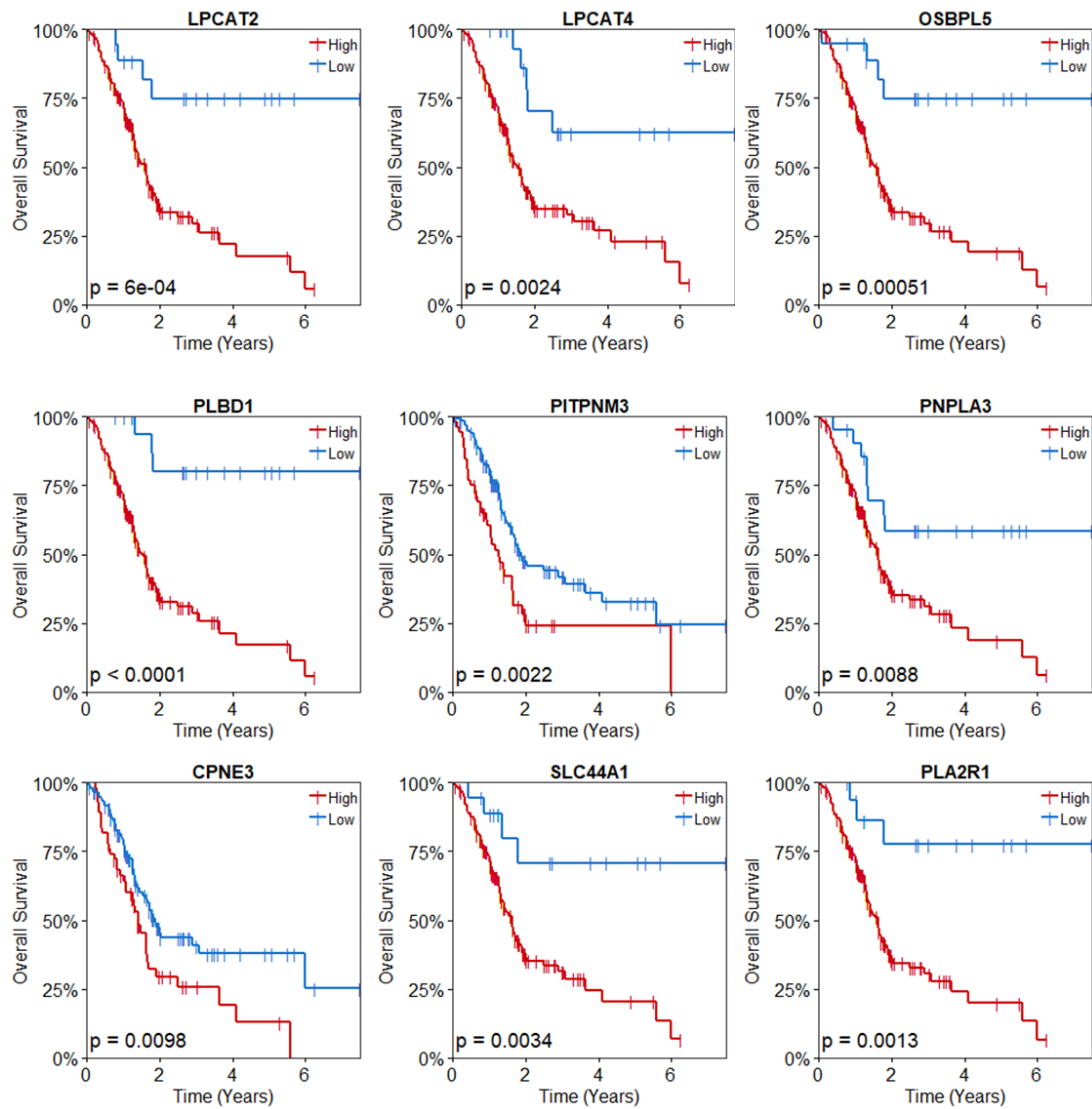 LPCAT2
LPCAT4
OSBPL5
100%
75%
50%
25%
0%
Overall Survival
High
Low
p = 6e-04
0 2 4 6
Time (Years)
100%
75%
50%
25%
0%
Overall Survival
High
Low
p = 0.0024
0 2 4 6
Time (Years)
100%
75%
50%
25%
0%
Overall Survival
High
Low
p = 0.00051
0 2 4 6
Time (Years)
PLBD1
PITPNM3
PNPLA3
100%
75%
50%
25%
0%
Overall Survival
High
Low
p < 0.0001
0 2 4 6
Time (Years)
100%
75%
50%
25%
0%
Overall Survival
High
Low
p = 0.0022
0 2 4 6
Time (Years)
100%
75%
50%
25%
0%
Overall Survival
High
Low
p = 0.0088
0 2 4 6
Time (Years)
CPNE3
SLC44A1
PLA2R1
100%
75%
50%
25%
0%
Overall Survival
High
Low
p = 0.0098
0 2 4 6
Time (Years)
100%
75%
50%
25%
0%
Overall Survival
High
Low
p = 0.0034
0 2 4 6
Time (Years)
100%
75%
50%
25%
0%
Overall Survival
High
Low
p = 0.0013
0 2 4 6
Time (Years)